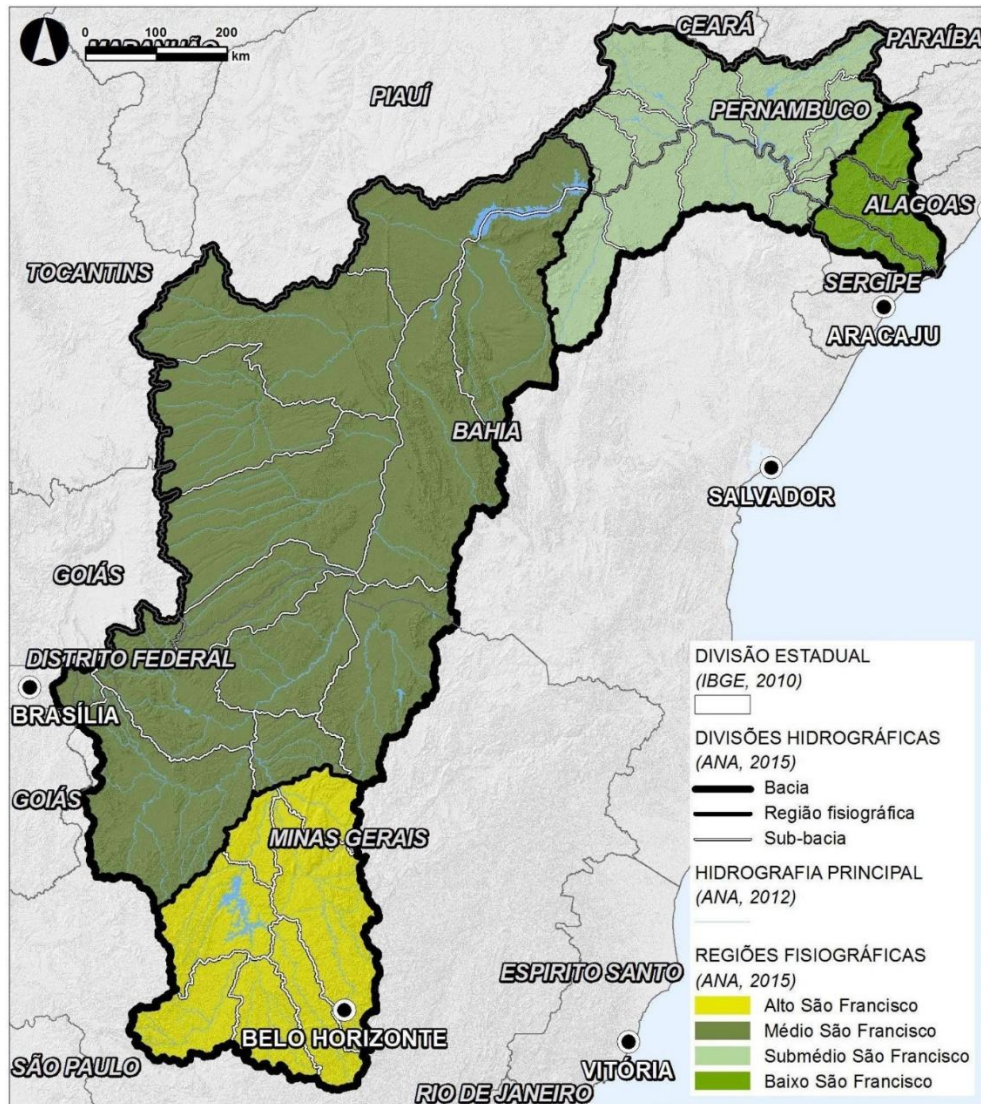 CEARÁ
0 100 200
MARANHÃO
km
PARAÍBA
PIAUÍ
PERNAMBUCO
ALAGOAS
TOCANTINS
SERGIPE
ARACAJU
BAHIA
SALVADOR
GOIÁS
DISTRITO FEDERAL
BRASÍLIA
GOIÁS
MINAS GERAIS
ESPIRITO SANTO
BELO HORIZONTE
VITÓRIA
SÃO PAULO
RIO DE JANEIRO
DIVISÃO ESTADUAL
(IBGE, 2010)
DIVISÕES HIDROGRÁFICAS
(ANA, 2015)
Bacia
Região fisiográfica
Sub-bacia
HIDROGRAFIA PRINCIPAL
(ANA, 2012)
REGIÕES FISIOGRÁFICAS
(ANA, 2015)
Alto São Francisco
Médio São Francisco
Submédio São Francisco
Baixo São Francisco